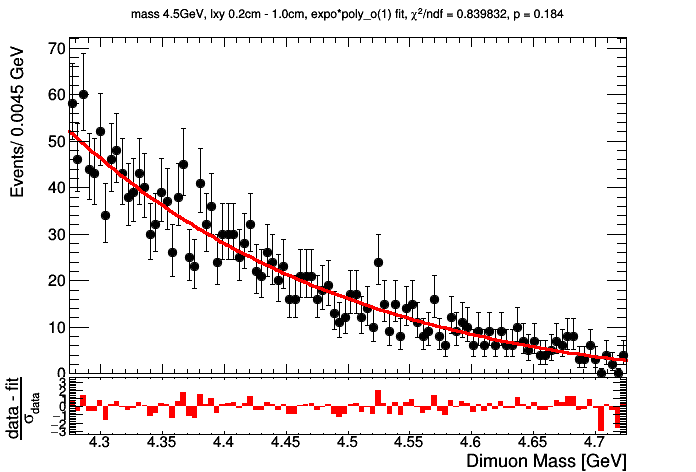 mass 4.5GeV, lxy 0.2cm - 1.0cm, expo*poly_o(1) fit, χ²/ndf = 0.839832, p = 0.184
Events/ 0.0045 GeV
70
60
50
40
30
20
10
0
data - fit
σdata
3
2
1
0
−1
−2
−3
4.3 4.35 4.4 4.45 4.5 4.55 4.6 4.65 4.7
Dimuon Mass [GeV]